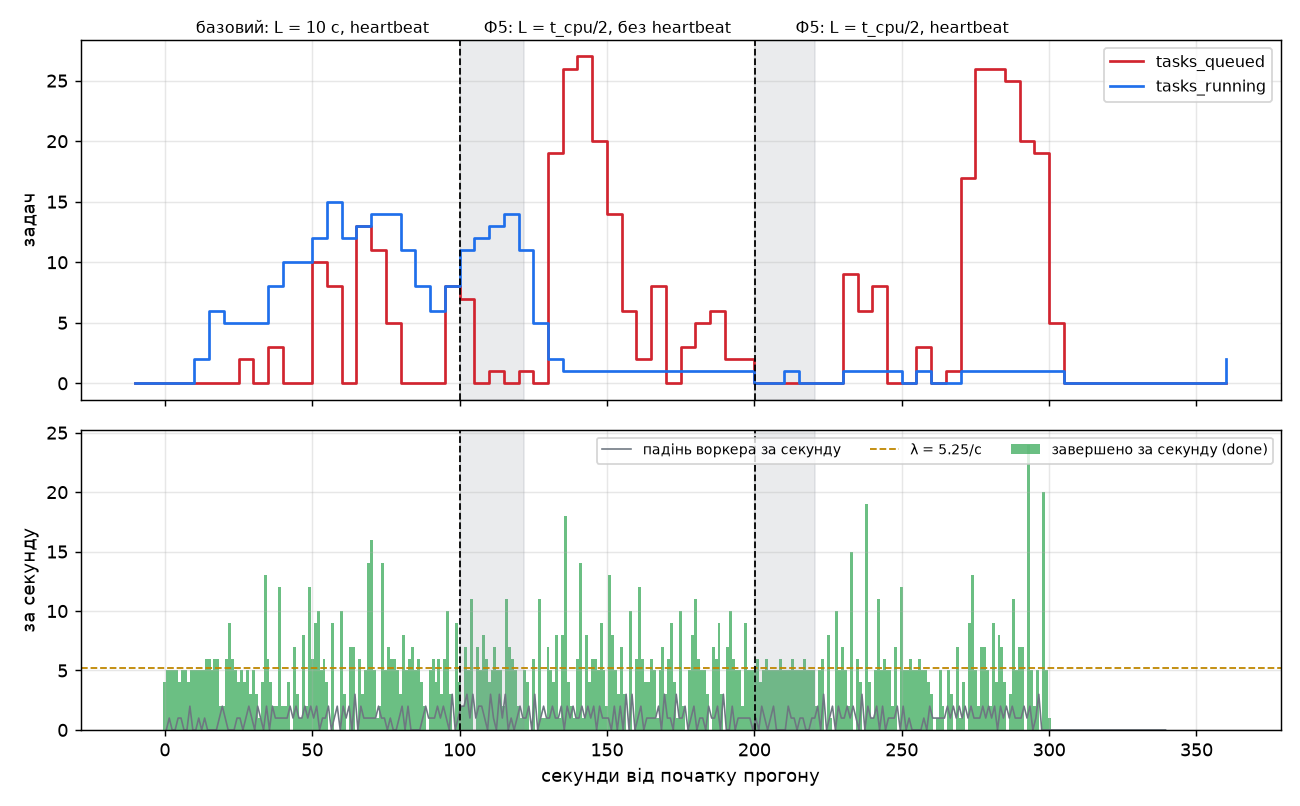 базовий: L = 10 с, heartbeat
Ф5: L = t_cpu/2, без heartbeat
Ф5: L = t_cpu/2, heartbeat
25
20
15
10
5
0
задач
tasks_queued
tasks_running
25
20
15
10
5
0
за секунду
падінь воркера за секунду
λ = 5.25/с
завершено за секунду (done)
0
50
100
150
200
250
300
350
секунди від початку прогону